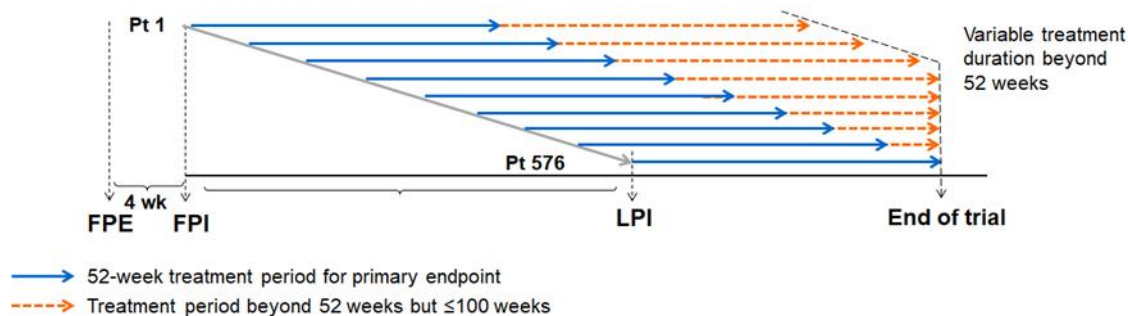 Pt 1
Variable treatment
duration beyond
52 weeks
Pt 576
4 wk
FPE
FPI
LPI
End of trial
52-week treatment period for primary endpoint
Treatment period beyond 52 weeks but ≤100 weeks